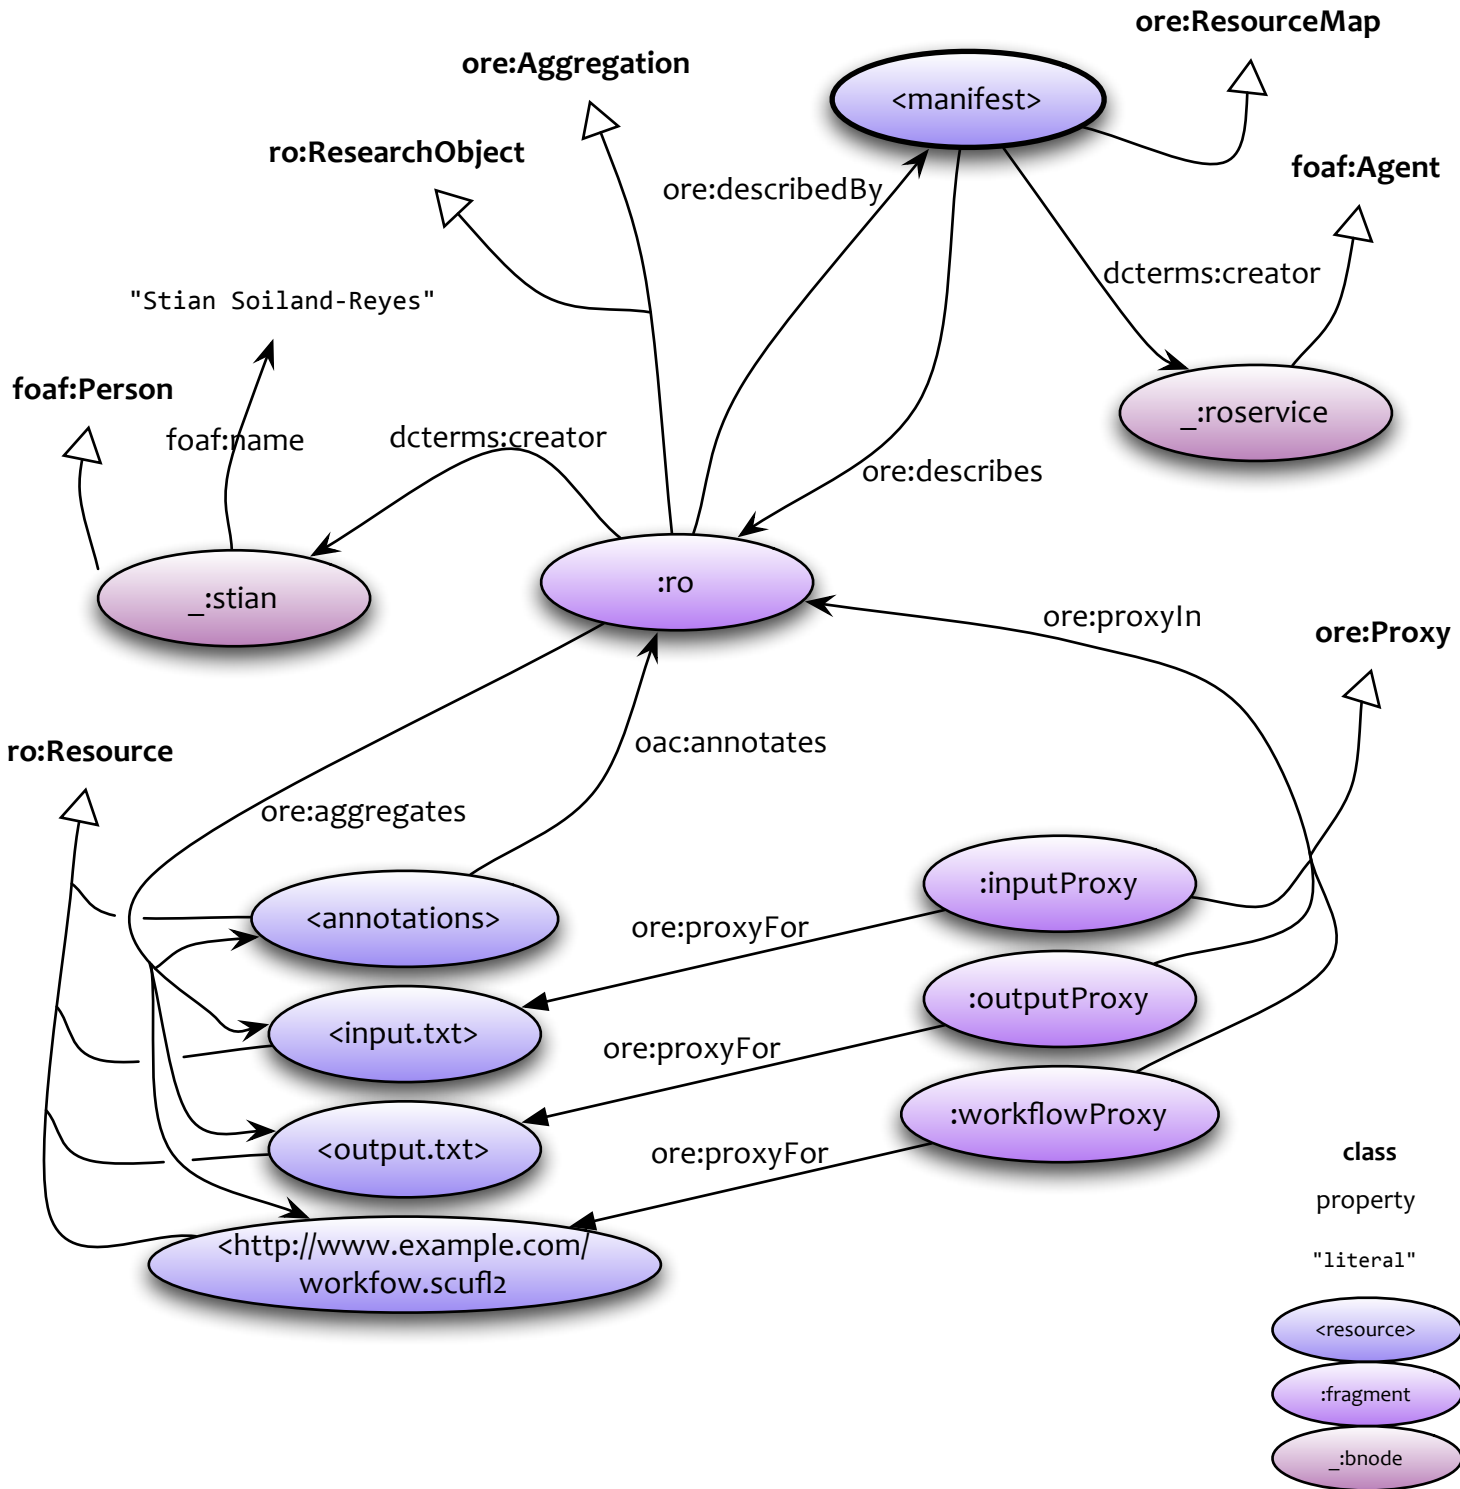 ore:ResourceMap
ore:Aggregation
<manifest>
ro:ResearchObject
foaf:Agent
ore:describedBy
dcterms:creator
"Stian Soiland-Reyes"
foaf:Person
_:roservice
foaf:name
dcterms:creator
ore:describes
:ro
_:stian
ore:proxyIn
ore:Proxy
oac:annotates
ro:Resource
ore:aggregates
:inputProxy
<annotations>
ore:proxyFor
:outputProxy
<input.txt>
ore:proxyFor
:workflowProxy
<output.txt>
ore:proxyFor
class
property
<http://www.example.com/
workfow.scufl2
"literal"
<resource>
:fragment
_:bnode